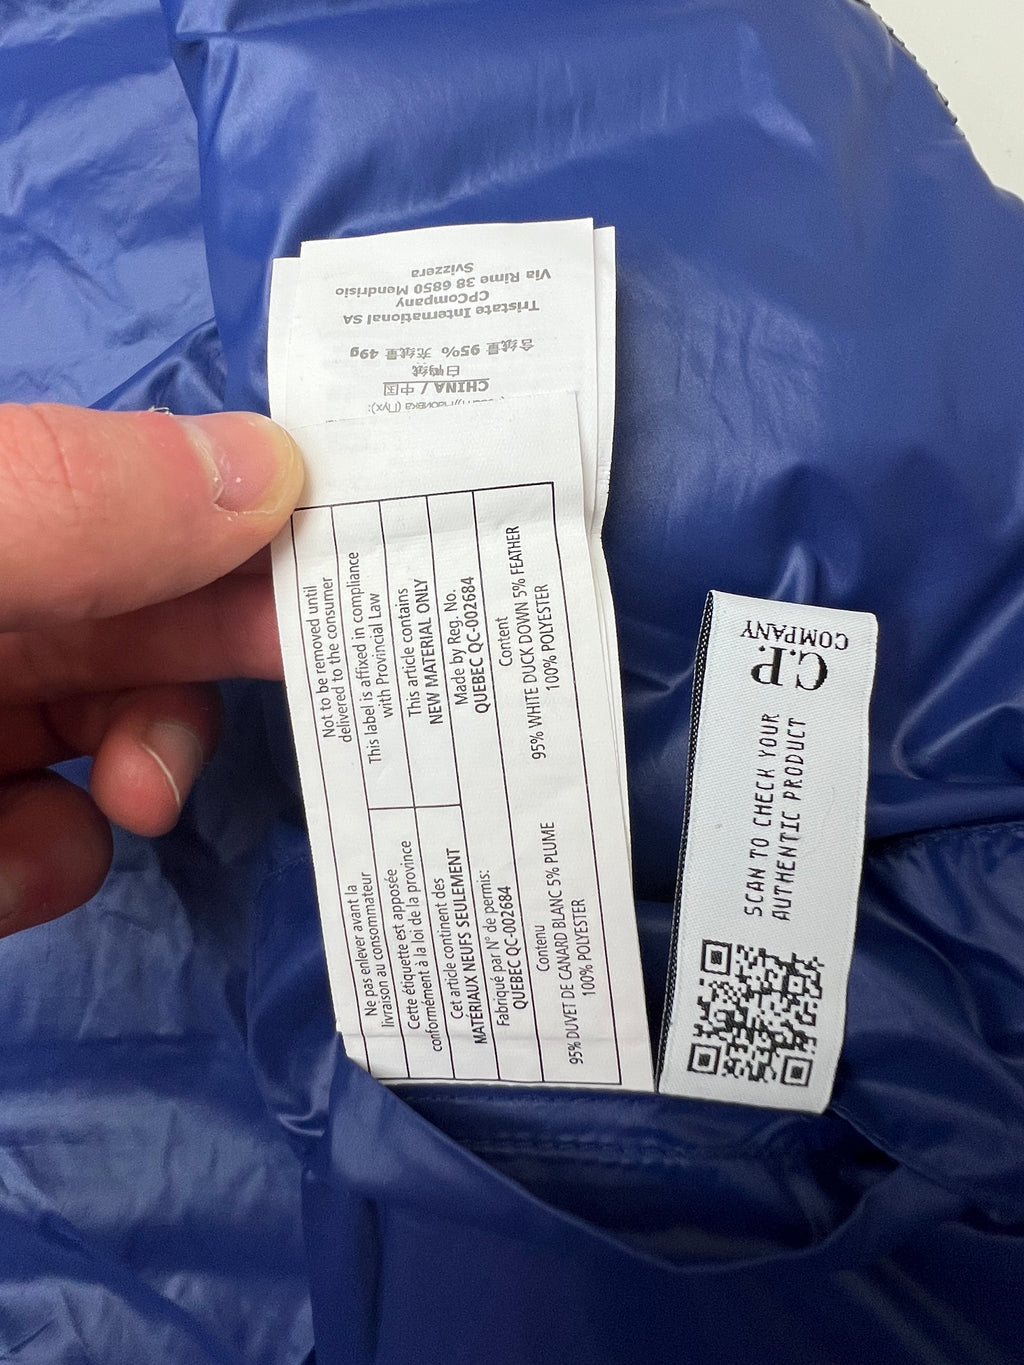 CHINA / 中国
白鸭绒
含绒量 95% 充绒量 49g
Tristate International SA
CPCompany
Via Rime 38 6850 Mendrisio
Svizzera
Not to be removed until
delivered to the consumer
This label is affixed in compliance
with Provincial Law
This article contains
NEW MATERIAL ONLY
Made by Reg. No.
QUEBEC QC-002684
Content
95% WHITE DUCK DOWN 5% FEATHER
100% POLYESTER
Ne pas enlever avant la
livraison au consommateur
Cette étiquette est apposée
conformément à la loi de la province
Cet article continent des
MATÉRIAUX NEUFS SEULEMENT
Fabriqué par N° de permis:
QUEBEC QC-002684
Contenu
95% DUVET DE CANARD BLANC 5% PLUME
100% POLYESTER
C.P.
COMPANY
SCAN TO CHECK YOUR
AUTHENTIC PRODUCT